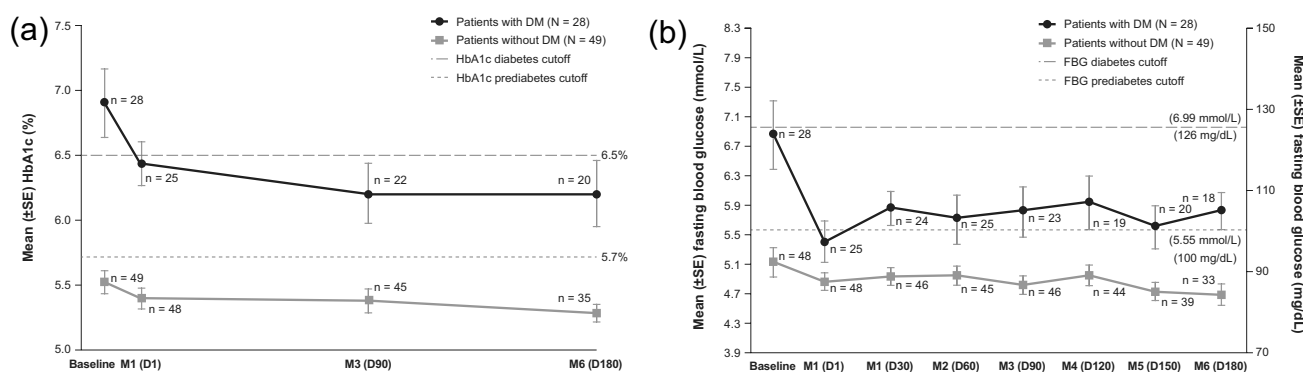 (a)
Mean (±SE) HbA1c (%)
7.5
7.0
6.5
6.0
5.5
5.0
Patients with DM (N = 28)
Patients without DM (N = 49)
HbA1c diabetes cutoff
HbA1c prediabetes cutoff
n = 28
n = 25
n = 22
n = 20
6.5%
5.7%
n = 49
n = 48
n = 45
n = 35
Baseline M1 (D1) M3 (D90) M6 (D180)
(b)
Mean (±SE) fasting blood glucose (mmol/L)
8.3
7.9
7.5
7.1
6.7
6.3
5.9
5.5
5.1
4.7
4.3
3.9
Patients with DM (N = 28)
Patients without DM (N = 49)
FBG diabetes cutoff
FBG prediabetes cutoff
(6.99 mmol/L)
(126 mg/dL)
n = 28
n = 25
n = 24
n = 25
n = 23
n = 19
n = 20
n = 18
(5.55 mmol/L)
(100 mg/dL)
n = 48
n = 48
n = 46
n = 45
n = 46
n = 44
n = 39
n = 33
Baseline M1 (D1) M1 (D30) M2 (D60) M3 (D90) M4 (D120) M5 (D150) M6 (D180)
150
130
110
90
70
Mean (±SE) fasting blood
glucose (mg/dL)